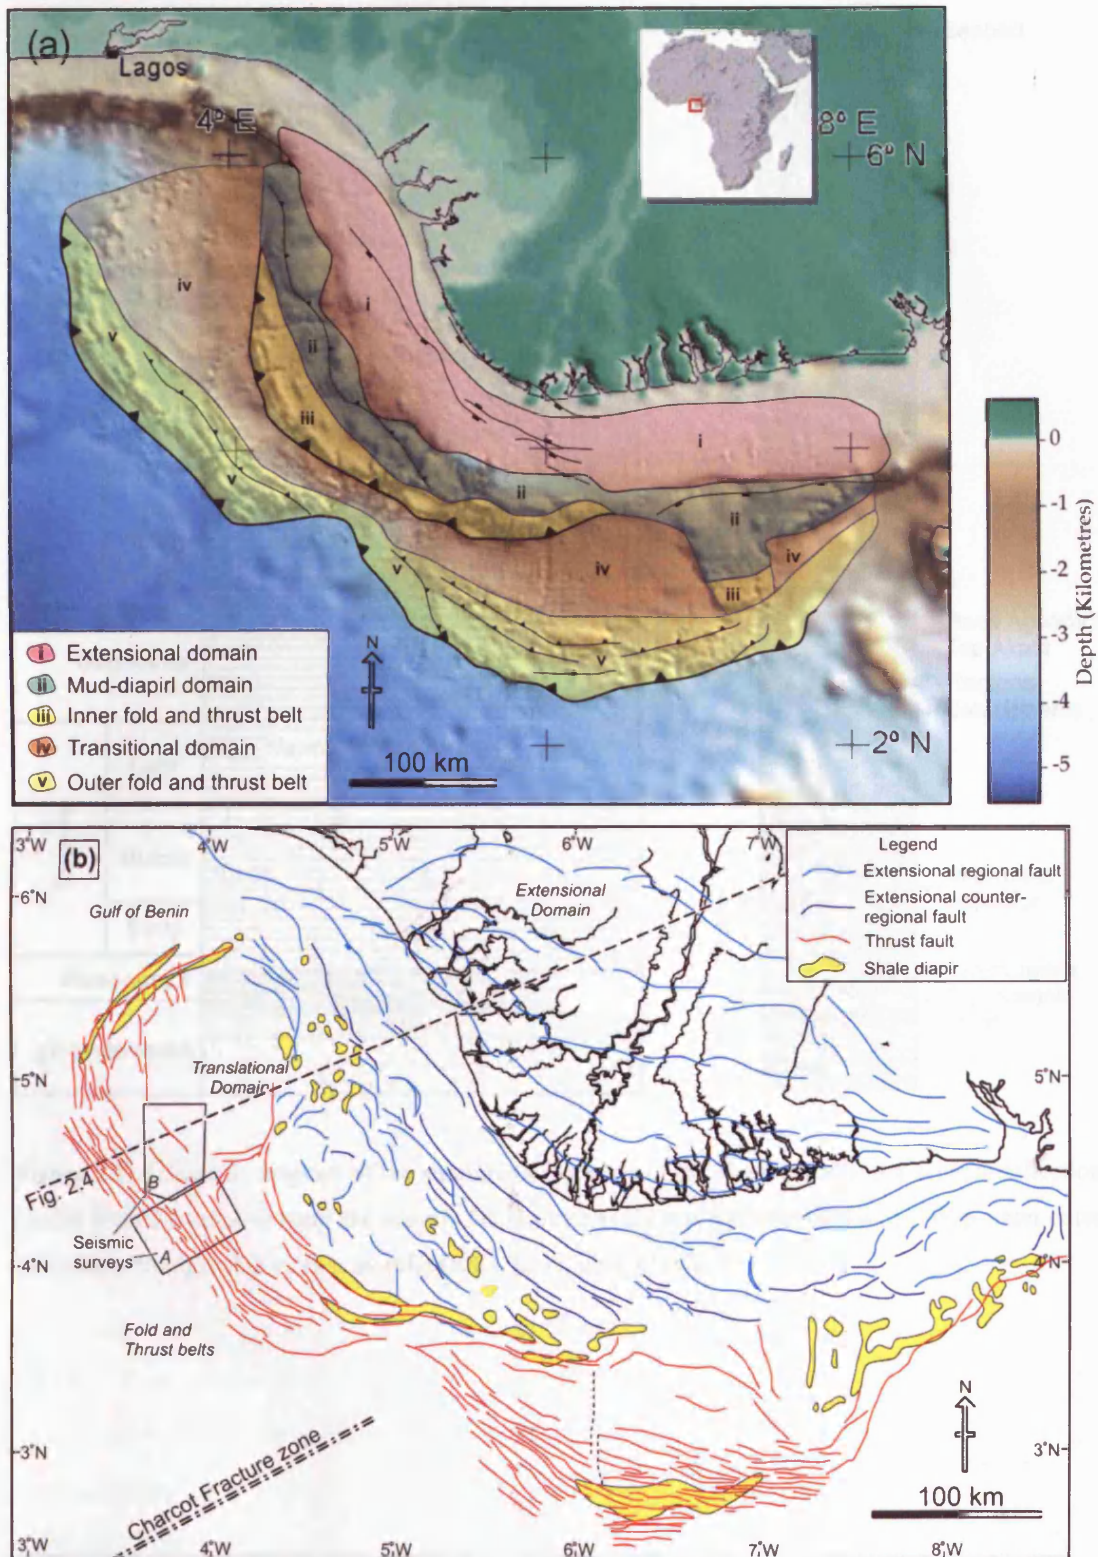 (a)
Lagos
4° E
8° E
6° N
iv
i
ii
v
iii
v
i
ii
ii
iv
iv
v
iii
v
N
2° N
100 km
i Extensional domain
ii Mud-diapirl domain
iii Inner fold and thrust belt
iv Transitional domain
v Outer fold and thrust belt
0
-1
-2
-3
-4
-5
Depth (Kilometres)
3°W 4°W 5°W 6°W
(b)
6°N
Gulf of Benin
Extensional
Domain
Legend
Extensional regional fault
Extensional counter-
regional fault
Thrust fault
Shale diapir
5°N
Translational
Domain
5°N
Fig. 2.4
B
Seismic
surveys
A
4°N
4°N
Fold and
Thrust belts
N
3°N
3°N
Charcot Fracture zone
100 km
3°W 4°W 5°W 6°W 7°W 8°W